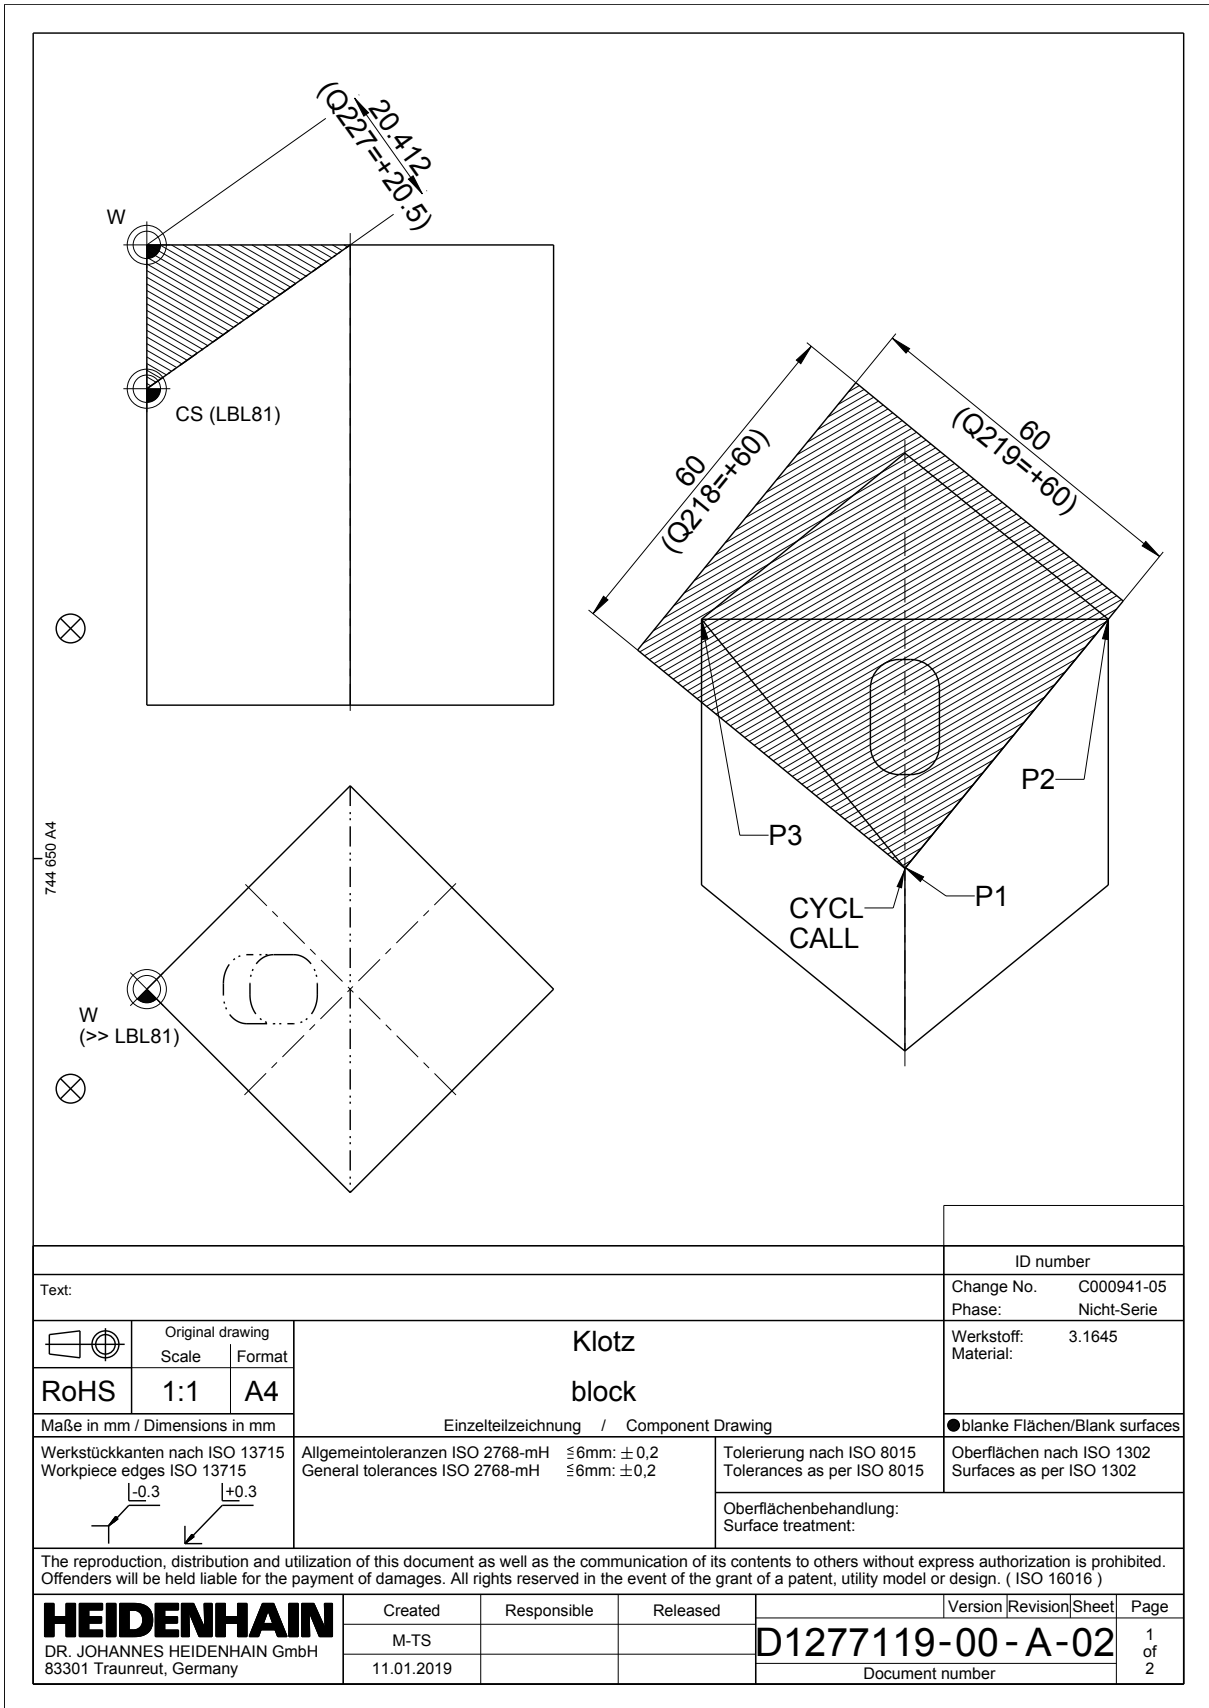 20.412
(Q227=+20.5)
W
CS (LBL81)
60
(Q218=+60)
60
(Q219=+60)
P2
P3
P1
CYCL
CALL
W
(>> LBL81)
744 650 A4
ID number
Text:
Change No. C000941-05
Phase: Nicht-Serie
Original drawing
Scale Format
RoHS 1:1 A4
Klotz
block
Werkstoff: 3.1645
Material:
Maße in mm / Dimensions in mm
Einzelteilzeichnung / Component Drawing
blanke Flächen/Blank surfaces
Werkstückkanten nach ISO 13715
Workpiece edges ISO 13715
-0.3 +0.3
Allgemeintoleranzen ISO 2768-mH ≦6mm: ±0,2
General tolerances ISO 2768-mH ≦6mm: ±0,2
Tolerierung nach ISO 8015
Tolerances as per ISO 8015
Oberflächen nach ISO 1302
Surfaces as per ISO 1302
Oberflächenbehandlung:
Surface treatment:
The reproduction, distribution and utilization of this document as well as the communication of its contents to others without express authorization is prohibited.
Offenders will be held liable for the payment of damages. All rights reserved in the event of the grant of a patent, utility model or design. ( ISO 16016 )
HEIDENHAIN
DR. JOHANNES HEIDENHAIN GmbH
83301 Traunreut, Germany
Created Responsible Released
M-TS
11.01.2019
Version Revision Sheet Page
D1277119-00-A-02
Document number
1
of
2